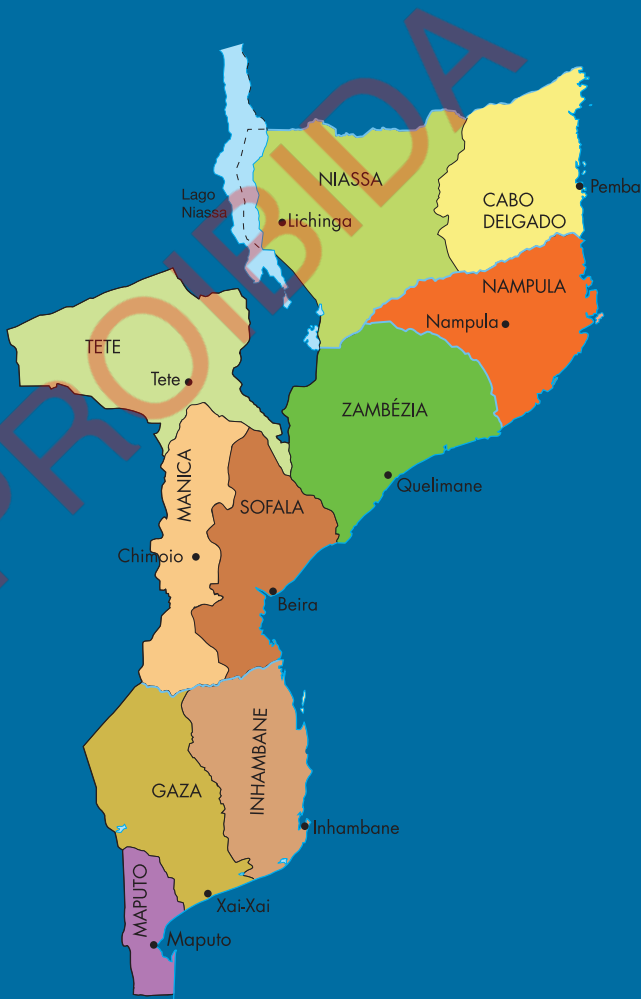 PROIBIDA
NIASSA
Pemba
Lago
Niassa
CABO
DELGADO
Lichinga
NAMPULA
Nampula
TETE
Tete
ZAMBÉZIA
MANICA
Quelimane
SOFALA
Chimoio
Beira
INHAMBANE
GAZA
Inhambane
MAPUTO
Xai-Xai
Maputo